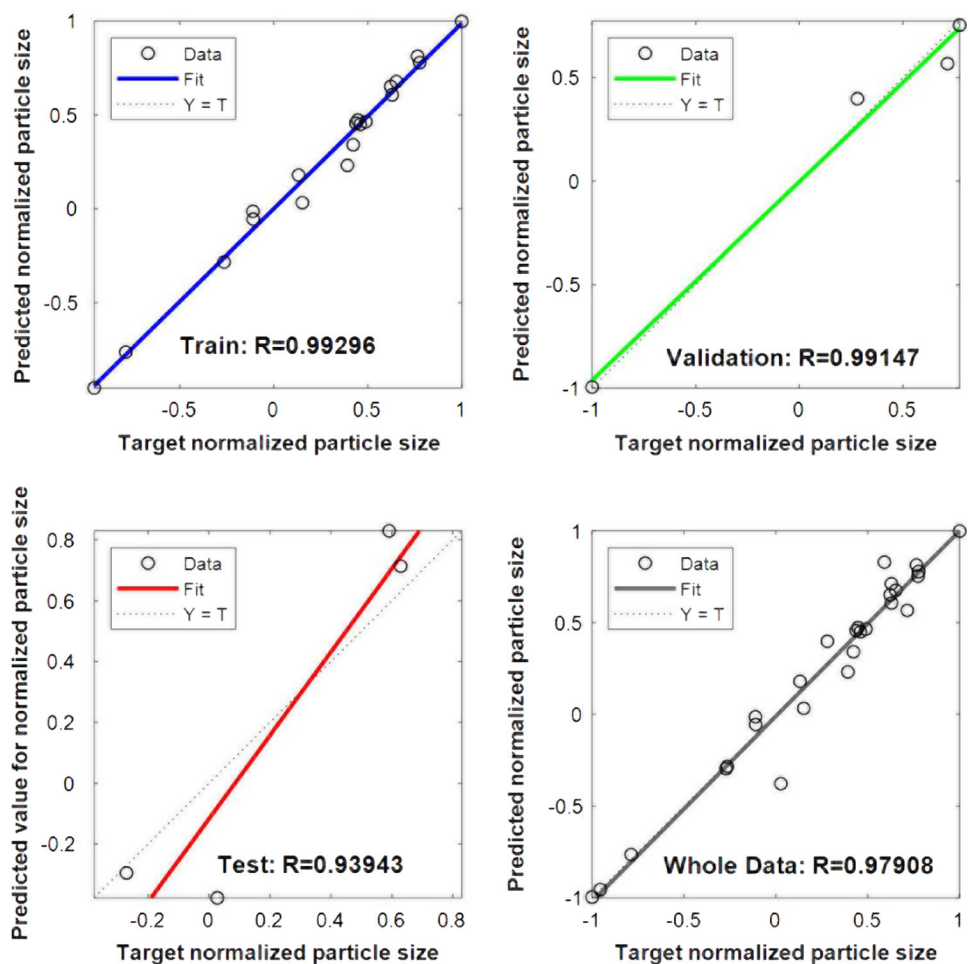 Predicted normalized particle size
1
0.5
0
-0.5
Data
Fit
Y = T
Train: R=0.99296
-0.5
0
0.5
1
Target normalized particle size
Predicted normalized particle size
0.5
0
-0.5
-1
Data
Fit
Y = T
Validation: R=0.99147
-1
-0.5
0
0.5
Target normalized particle size
Predicted value for normalized particle size
0.8
0.6
0.4
0.2
0
-0.2
Data
Fit
Y = T
Test: R=0.93943
-0.2
0
0.2
0.4
0.6
0.8
Target normalized particle size
Predicted normalized particle size
1
0.5
0
-0.5
-1
Data
Fit
Y = T
Whole Data: R=0.97908
-1
-0.5
0
0.5
1
Target normalized particle size